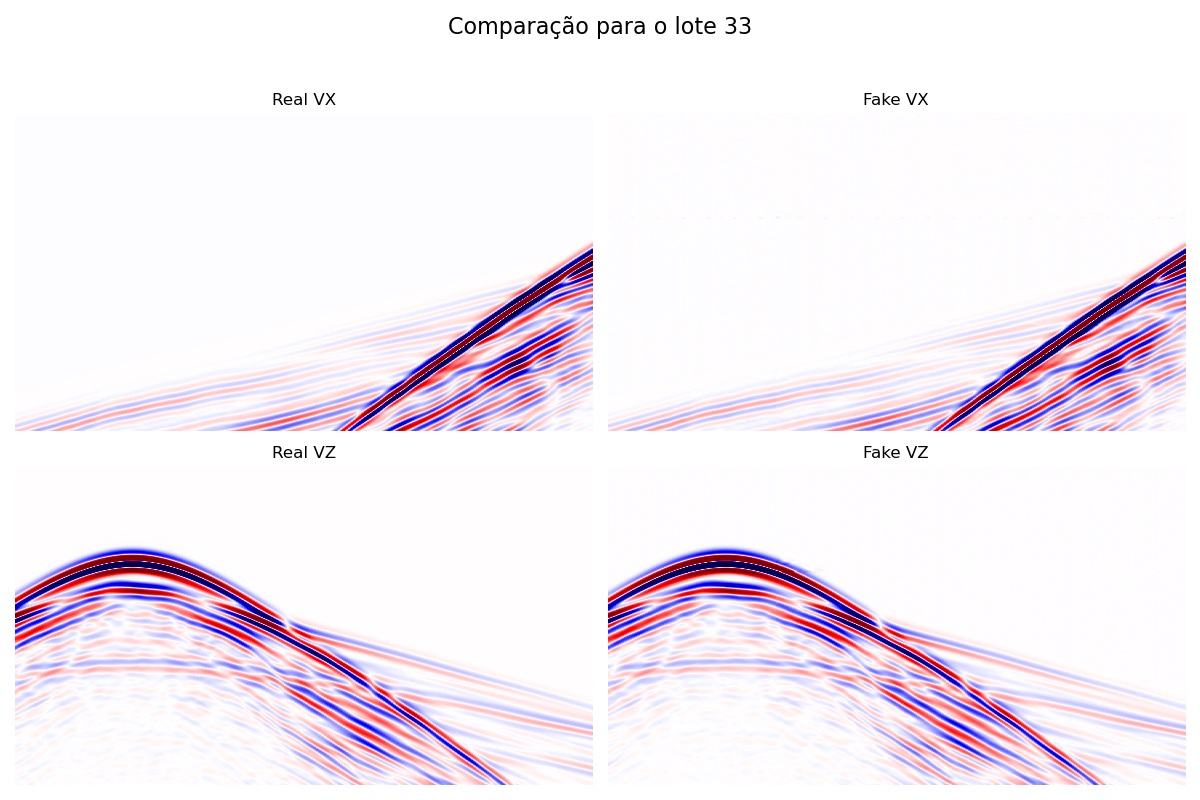 Comparação para o lote 33
Real VX
Fake VX
Real VZ
Fake VZ